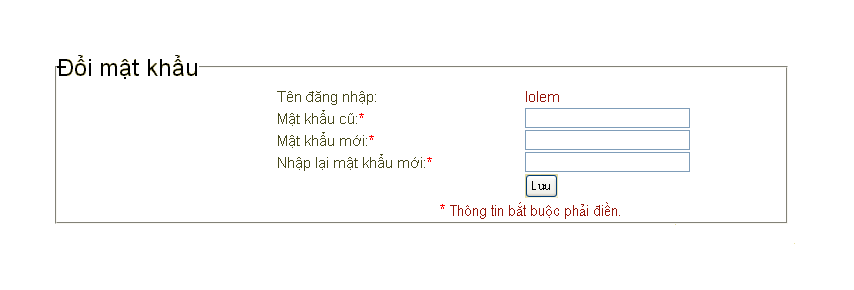 Đổi mật khẩu
Tên đăng nhập: lolem
Mật khẩu cũ:*
Mật khẩu mới:*
Nhập lại mật khẩu mới:*
Lưu
* Thông tin bắt buộc phải điền.